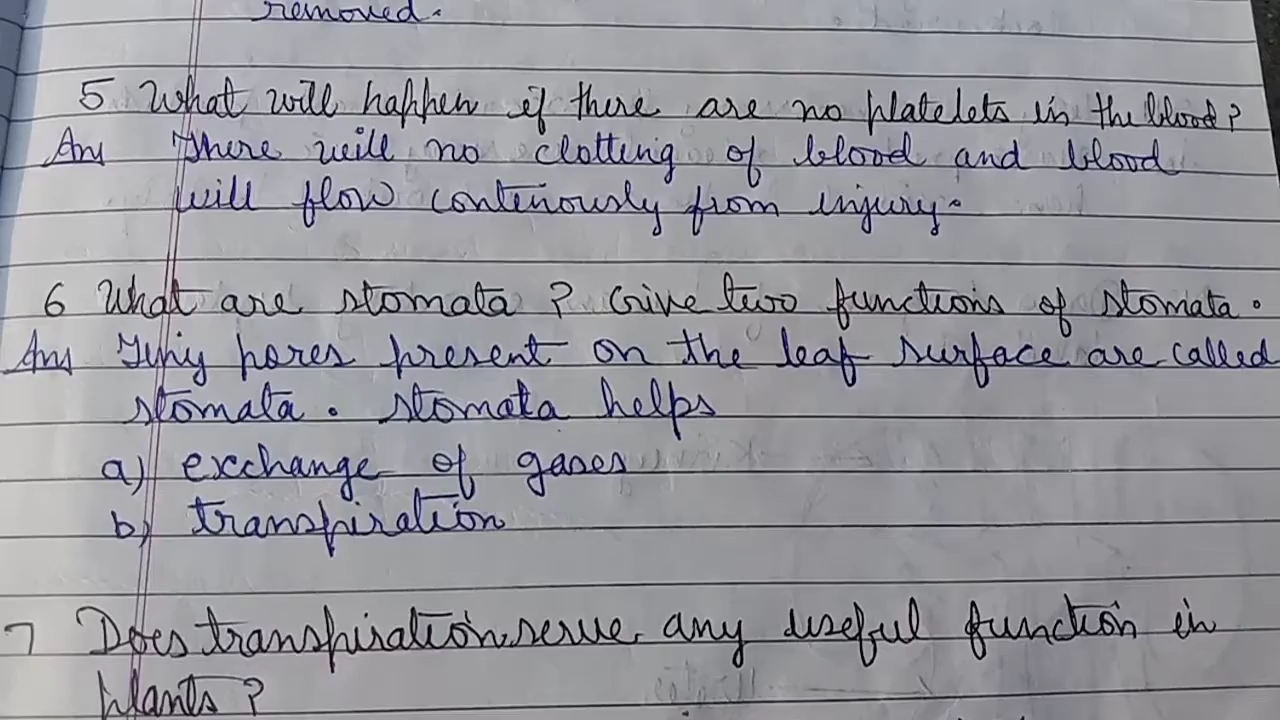 removed.
5 What will happen if there are no platelets in the blood?
Ans There will no clotting of blood and blood
will flow contenously from injury.
6 What are stomata ? Give two functions of stomata.
Ans Tyniy pores present on the leaf surface are called
stomata. stomata helps
a) excchange of gases
b) transpiration
7 Does transpiration serve any useful function in
plants ?